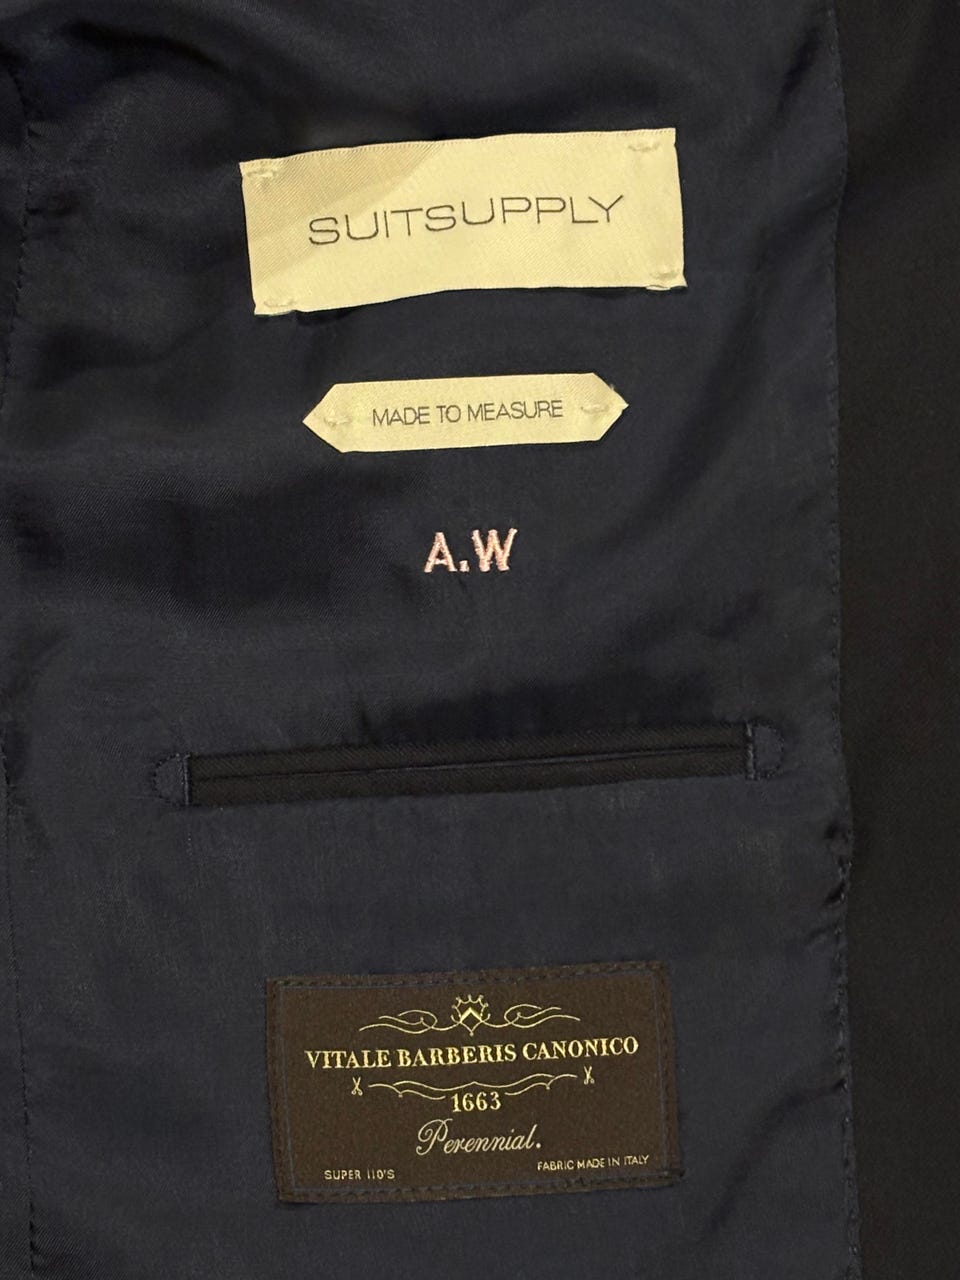 SUITSUPPLY
MADE TO MEASURE
A.W
VITALE BARBERIS CANONICO
1663
Perennial.
SUPER 110'S
FABRIC MADE IN ITALY